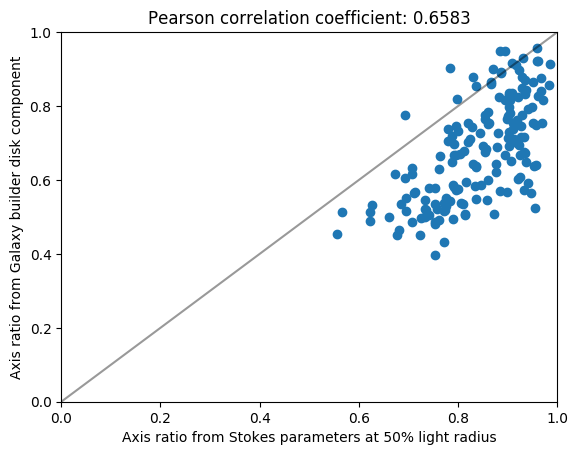 Pearson correlation coefficient: 0.6583
Axis ratio from Galaxy builder disk component
1.0
0.8
0.6
0.4
0.2
0.0
0.0 0.2 0.4 0.6 0.8 1.0
Axis ratio from Stokes parameters at 50% light radius